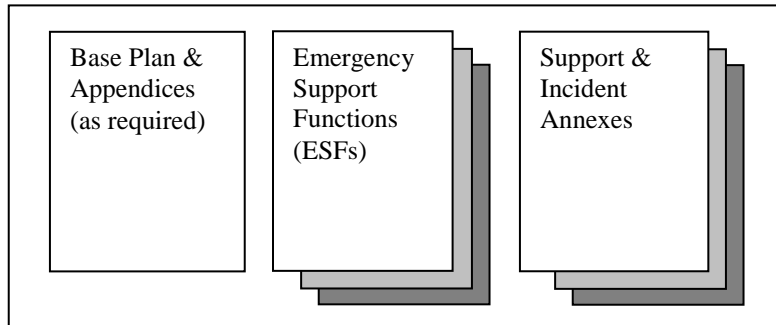 Base Plan &
Appendices
(as required)
Emergency
Support
Functions
(ESFs)
Support &
Incident
Annexes